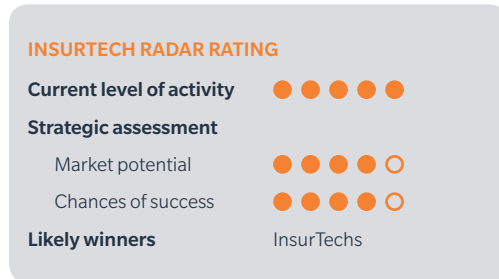 INSURTECH RADAR RATING
Current level of activity
Strategic assessment
Market potential
Chances of success
Likely winners InsurTechs